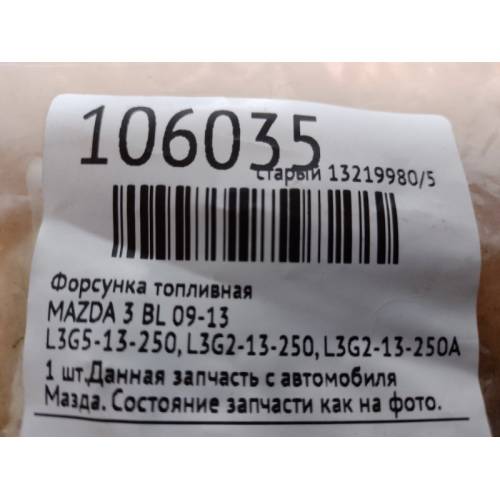 106035
старый 13219980/5
Форсунка топливная
MAZDA 3 BL 09-13
L3G5-13-250, L3G2-13-250, L3G2-13-250A
1 шт.Данная запчасть с автомобиля
Мазда. Состояние запчасти как на фото.